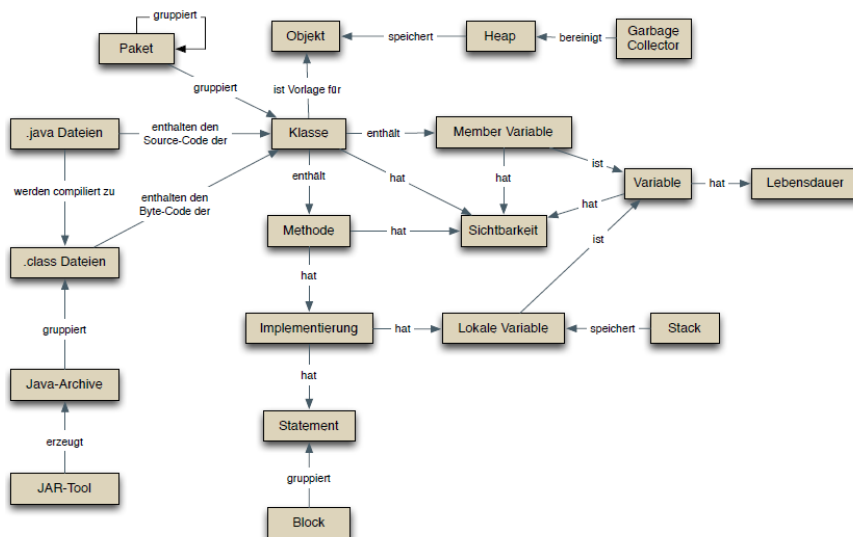 gruppiert
Paket
Objekt
speichert
Heap
bereinigt
Garbage
Collector
gruppiert
ist Vorlage für
.java Dateien
enthalten den
Source-Code der
Klasse
enthält
Member Variable
ist
werden compiliert zu
enthalten den
Byte-Code der
enthält
hat
hat
Variable
hat
Lebensdauer
hat
Methode
hat
Sichtbarkeit
ist
.class Dateien
hat
gruppiert
Implementierung
hat
Lokale Variable
speichert
Stack
Java-Archive
hat
Statement
erzeugt
gruppiert
JAR-Tool
Block